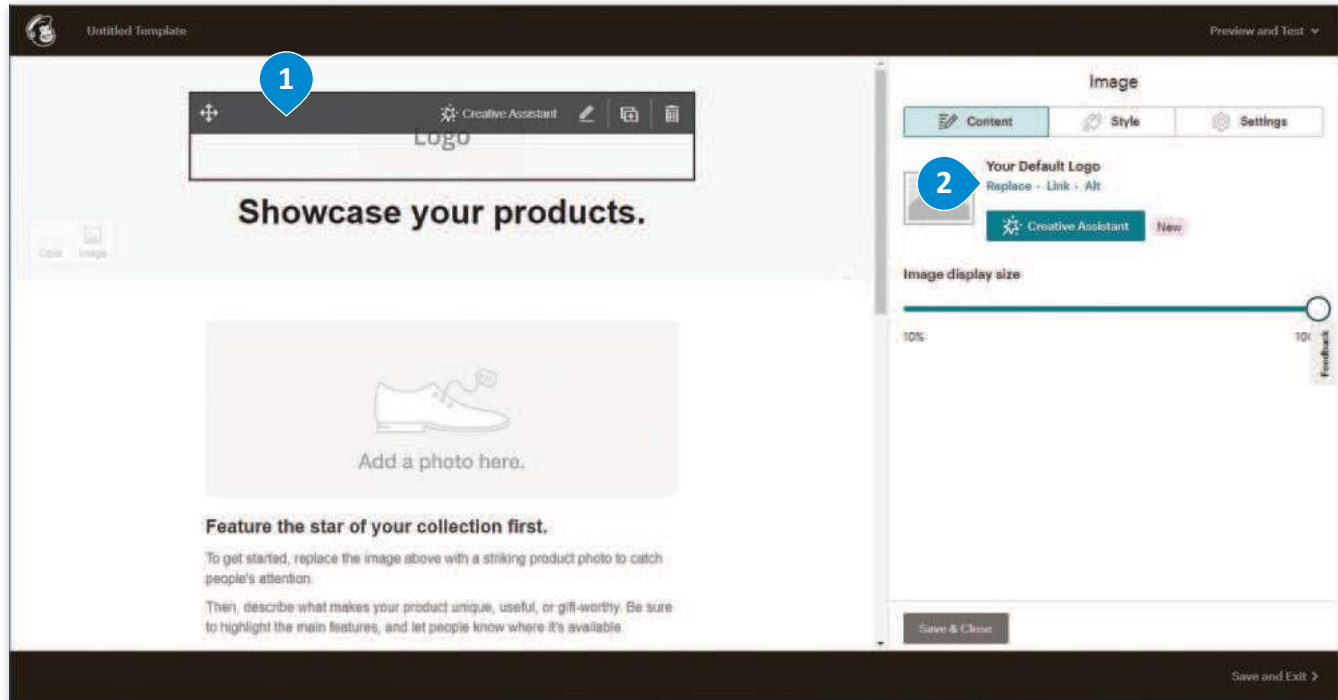 Untitled Template
Preview and Test
1
Creative Assistant
Logo
Showcase your products.
Color Image
Add a photo here.
Feature the star of your collection first.
To get started, replace the image above with a striking product photo to catch
people's attention.
Then, describe what makes your product unique, useful, or gift-worthy. Be sure
to highlight the main features, and let people know where it's available.
Image
Content Style Settings
2
Your Default Logo
Replace · Link · Alt
Creative Assistant New
Image display size
10%
Feedback
Save & Close
Save and Exit